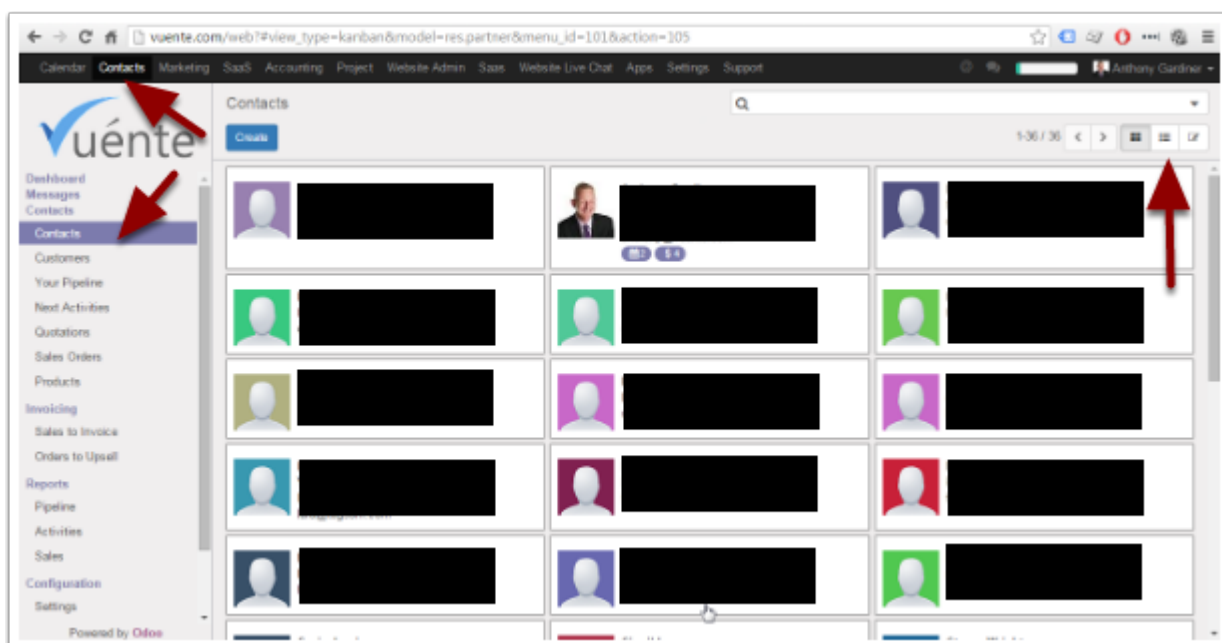 vuente.com/web?#view_type=kanban&model=res.partner&menu_id=101&action=105
Calendar Contacts Marketing SaaS Accounting Project Website Admin Saas Website Live Chat Apps Settings Support Anthony Gardiner
Vuénte
Contacts
Create
1-36 / 36
Dashboard
Messages
Contacts
Contacts
Customers
Your Pipeline
Next Activities
Quotations
Sales Orders
Products
Invoicing
Sales to Invoice
Orders to Upsell
Reports
Pipeline
Activities
Sales
Configuration
Settings
Powered by Odoo